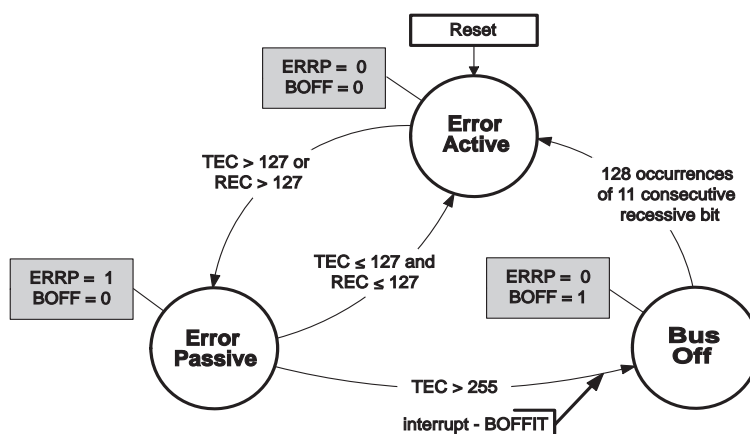 Reset
ERRP = 0
BOFF = 0
Error
Active
TEC > 127 or
REC > 127
128 occurrences
of 11 consecutive
recessive bit
TEC ≤ 127 and
REC ≤ 127
ERRP = 1
BOFF = 0
ERRP = 0
BOFF = 1
Error
Passive
Bus
Off
TEC > 255
interrupt - BOFFIT